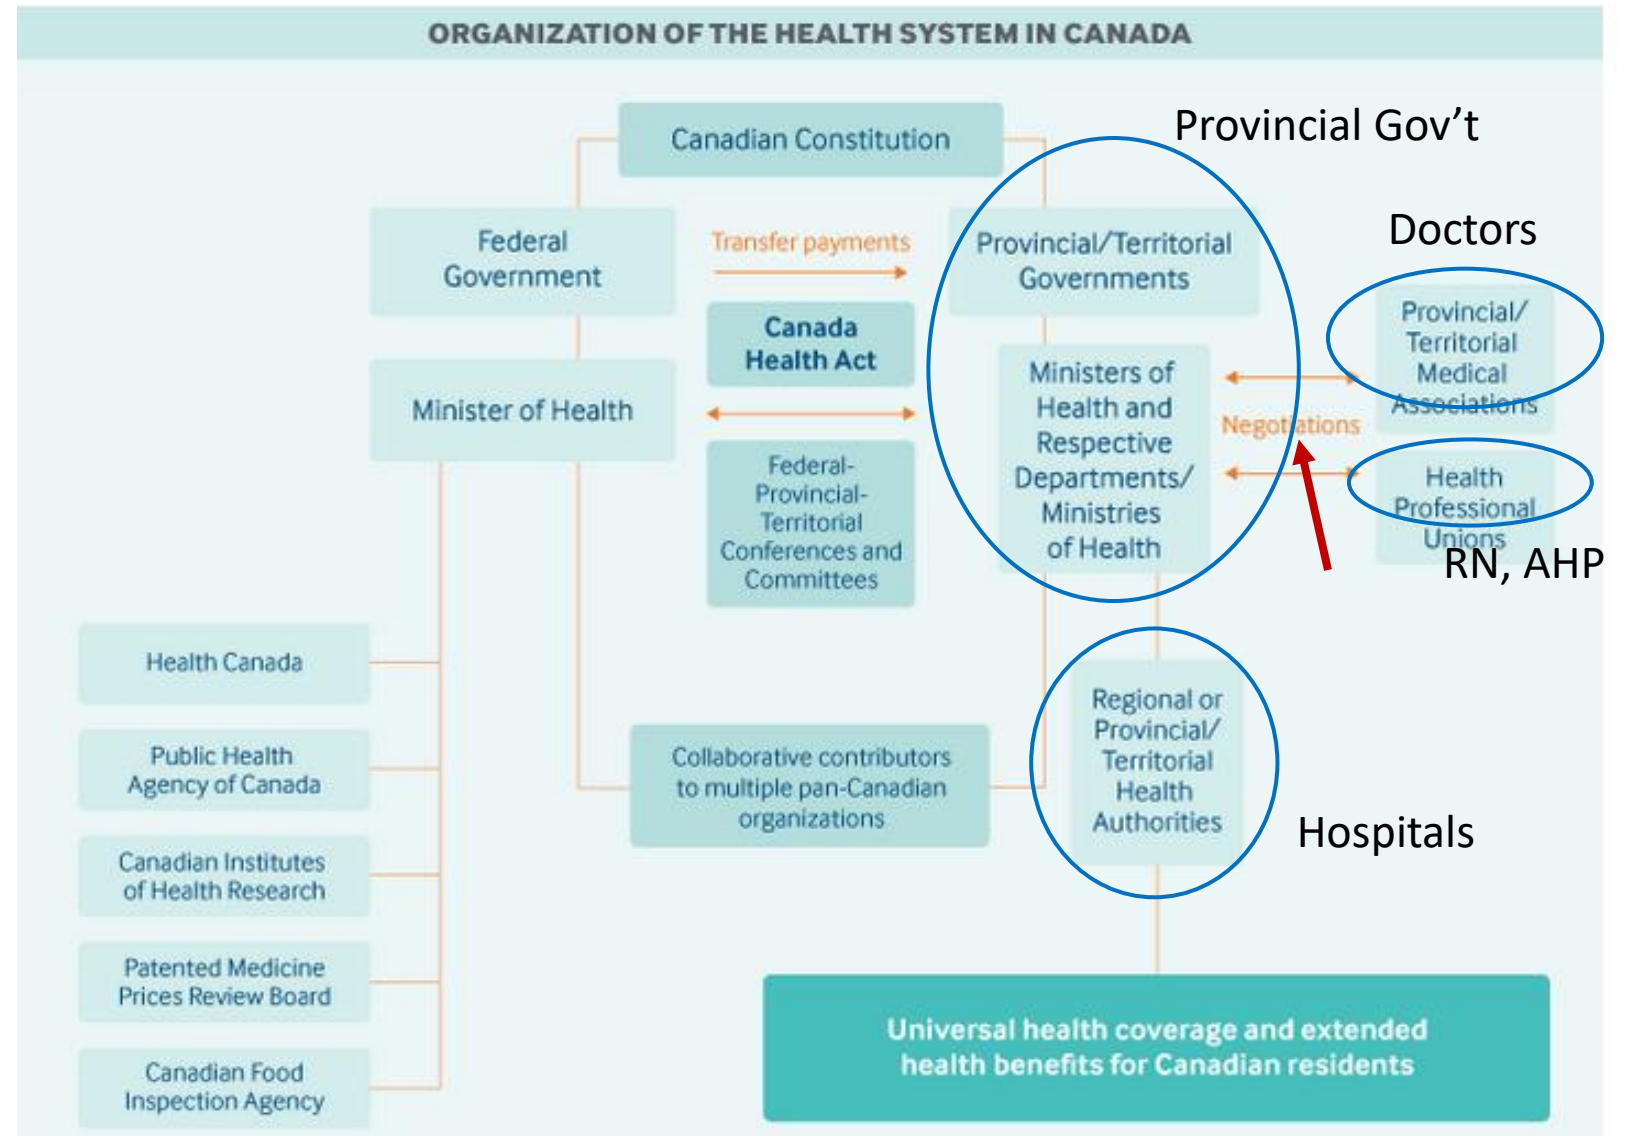 ORGANIZATION OF THE HEALTH SYSTEM IN CANADA
Canadian Constitution
Provincial Gov’t
Federal
Government
Transfer payments
Provincial/Territorial
Governments
Doctors
Canada
Health Act
Minister of Health
Ministers of
Health and
Respective
Departments/
Ministries
of Health
Provincial/
Territorial
Medical
Associations
Negotiations
Federal-
Provincial-
Territorial
Conferences and
Committees
Health
Professional
Unions
RN, AHP
Health Canada
Public Health
Agency of Canada
Canadian Institutes
of Health Research
Patented Medicine
Prices Review Board
Canadian Food
Inspection Agency
Collaborative contributors
to multiple pan-Canadian
organizations
Regional or
Provincial/
Territorial
Health
Authorities
Hospitals
Universal health coverage and extended
health benefits for Canadian residents